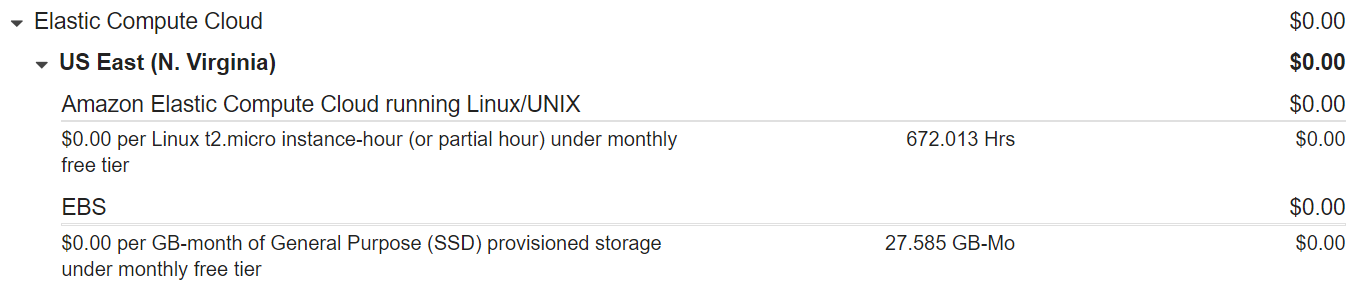 Elastic Compute Cloud $0.00
US East (N. Virginia) $0.00
Amazon Elastic Compute Cloud running Linux/UNIX $0.00
$0.00 per Linux t2.micro instance-hour (or partial hour) under monthly 672.013 Hrs $0.00
free tier
EBS $0.00
$0.00 per GB-month of General Purpose (SSD) provisioned storage 27.585 GB-Mo $0.00
under monthly free tier